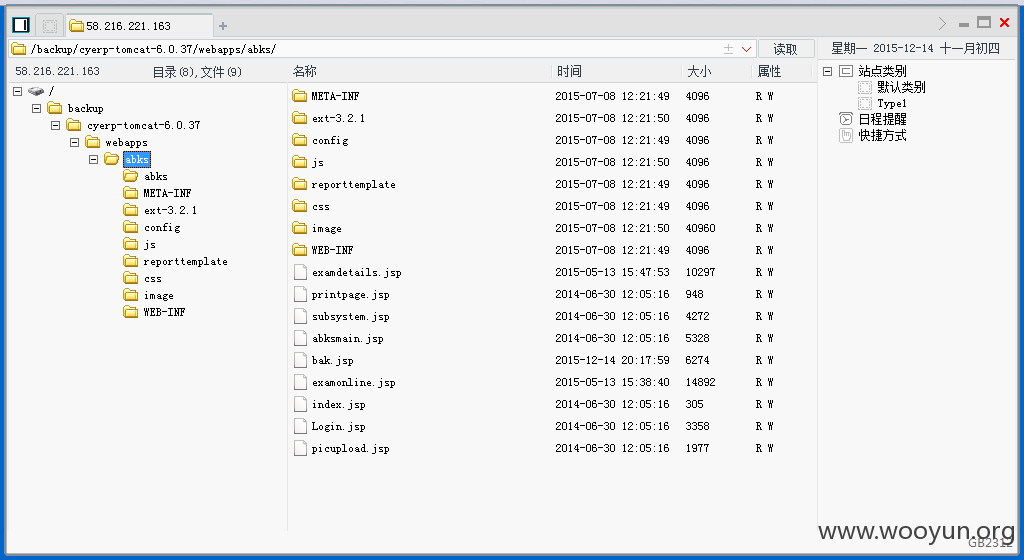 58.216.221.163
/backup/cyerp-tomcat-6.0.37/webapps/abks/
读取
星期一 2015-12-14 十一月初四
58.216.221.163 目录(8),文件(9)
名称 时间 大小 属性
/
backup
cyerp-tomcat-6.0.37
webapps
abks
abks
META-INF
ext-3.2.1
config
js
reporttemplate
css
image
WEB-INF
META-INF 2015-07-08 12:21:49 4096 R W
ext-3.2.1 2015-07-08 12:21:50 4096 R W
config 2015-07-08 12:21:49 4096 R W
js 2015-07-08 12:21:50 4096 R W
reporttemplate 2015-07-08 12:21:49 4096 R W
css 2015-07-08 12:21:49 4096 R W
image 2015-07-08 12:21:50 40960 R W
WEB-INF 2015-07-08 12:21:49 4096 R W
examdetails.jsp 2015-05-13 15:47:53 10297 R W
printpage.jsp 2014-06-30 12:05:16 948 R W
subsystem.jsp 2014-06-30 12:05:16 4272 R W
abksmain.jsp 2014-06-30 12:05:16 5328 R W
bak.jsp 2015-12-14 20:17:59 6274 R W
examonline.jsp 2015-05-13 15:38:40 14892 R W
index.jsp 2014-06-30 12:05:16 305 R W
Login.jsp 2014-06-30 12:05:16 3358 R W
picupload.jsp 2014-06-30 12:05:16 1977 R W
站点类别
默认类别
Type1
日程提醒
快捷方式
www.wooyun.org
GB2312